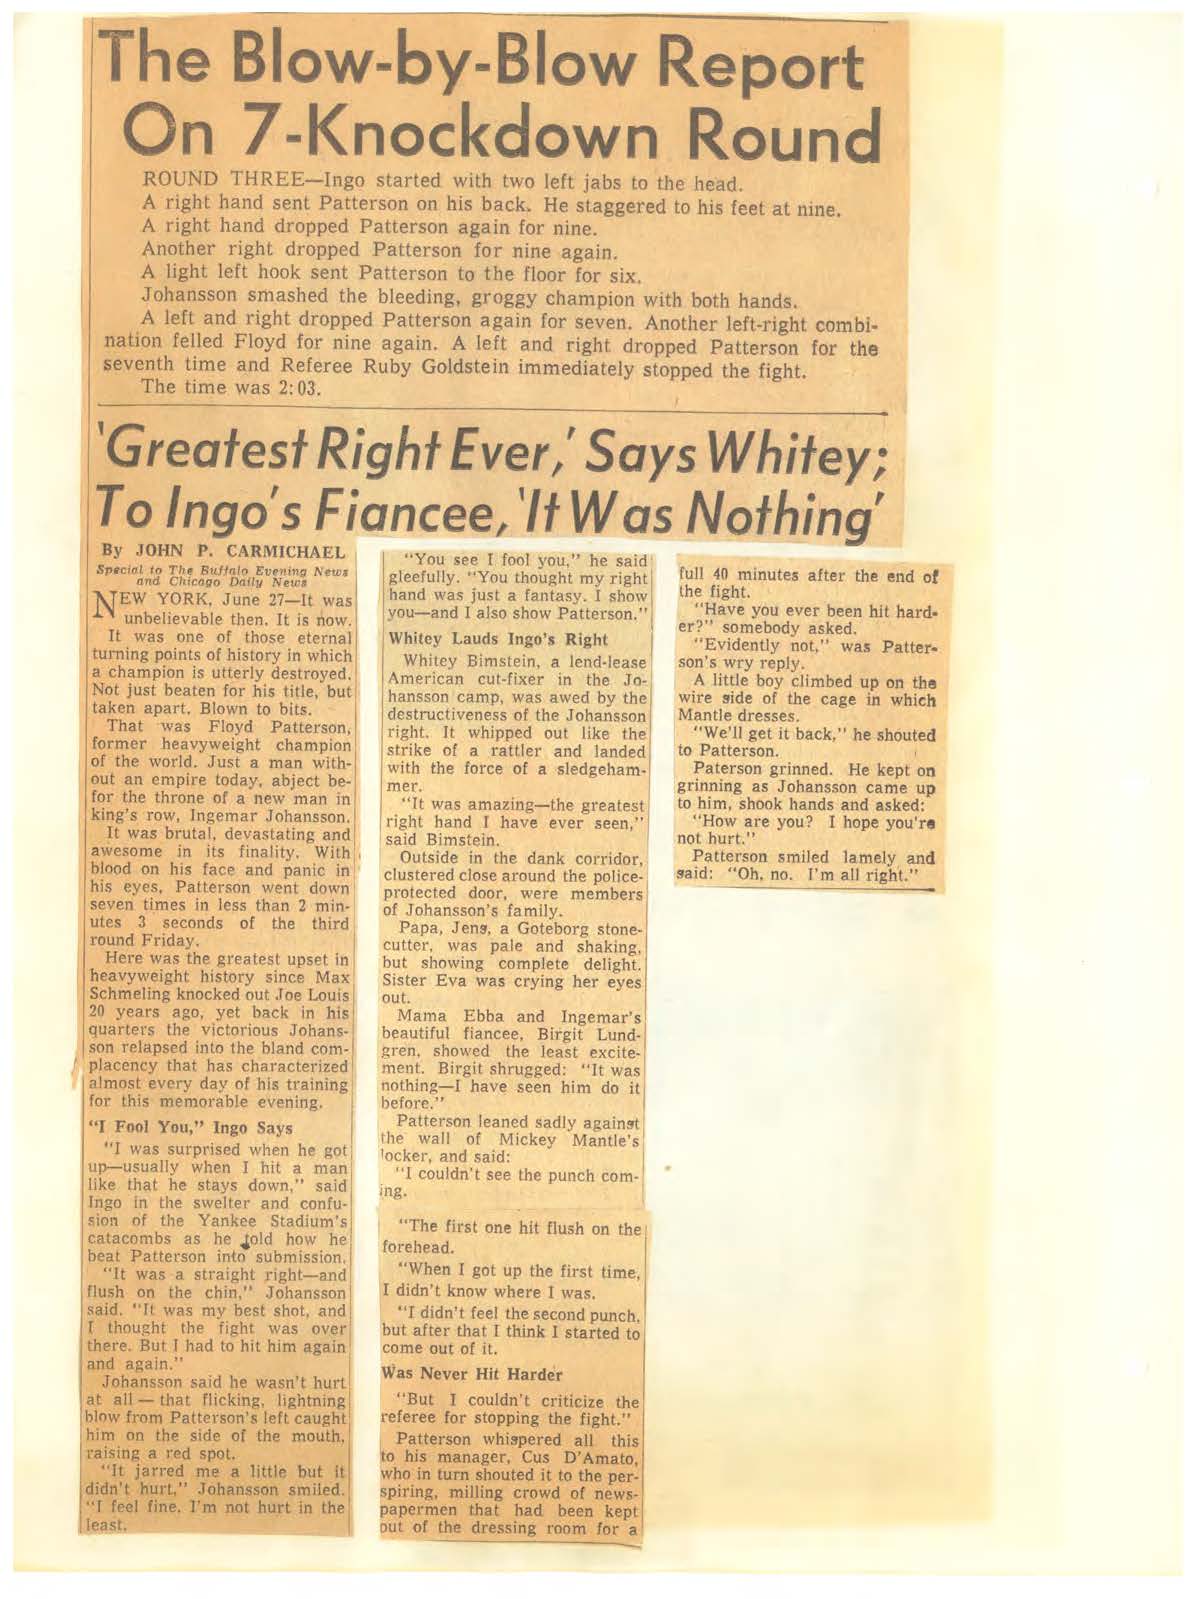 The Blow-by-Blow Report
On 7-Knockdown Round
ROUND THREE—Ingo started with two left jabs to the head.
A right hand sent Patterson on his back. He staggered to his feet at nine.
A right hand dropped Patterson again for nine.
Another right dropped Patterson for nine again.
A light left hook sent Patterson to the floor for six.
Johansson smashed the bleeding, groggy champion with both hands.
A left and right dropped Patterson again for seven. Another left-right combi-
nation felled Floyd for nine again. A left and right dropped Patterson for the
seventh time and Referee Ruby Goldstein immediately stopped the fight.
The time was 2:03.
'Greatest Right Ever,' Says Whitey;
To Ingo's Fiancee, 'It Was Nothing'
By JOHN P. CARMICHAEL
Special to The Buffalo Evening News
and Chicago Daily News
NEW YORK, June 27—It was
unbelievable then. It is now.
It was one of those eternal
turning points of history in which
a champion is utterly destroyed.
Not just beaten for his title, but
taken apart. Blown to bits.
That was Floyd Patterson,
former heavyweight champion
of the world. Just a man with-
out an empire today, abject be-
for the throne of a new man in
king's row, Ingemar Johansson.
It was brutal, devastating and
awesome in its finality. With
blood on his face and panic in
his eyes, Patterson went down
seven times in less than 2 min-
utes 3 seconds of the third
round Friday.
Here was the greatest upset in
heavyweight history since Max
Schmeling knocked out Joe Louis
20 years ago, yet back in his
quarters the victorious Johans-
son relapsed into the bland com-
placency that has characterized
almost every day of his training
for this memorable evening.
"I Fool You," Ingo Says
"I was surprised when he got
up—usually when I hit a man
like that he stays down," said
Ingo in the swelter and confu-
sion of the Yankee Stadium's
catacombs as he told how he
beat Patterson into submission.
"It was a straight right—and
flush on the chin," Johansson
said. "It was my best shot, and
I thought the fight was over
there. But I had to hit him again
and again."
Johansson said he wasn't hurt
at all — that flicking, lightning
blow from Patterson's left caught
him on the side of the mouth,
raising a red spot.
"It jarred me a little but it
didn't hurt," Johansson smiled.
"I feel fine. I'm not hurt in the
least.
"You see I fool you," he said
gleefully. "You thought my right
hand was just a fantasy. I show
you—and I also show Patterson."
Whitey Lauds Ingo's Right
Whitey Bimstein, a lend-lease
American cut-fixer in the Jo-
hansson camp, was awed by the
destructiveness of the Johansson
right. It whipped out like the
strike of a rattler and landed
with the force of a sledgeham-
mer.
"It was amazing—the greatest
right hand I have ever seen,"
said Bimstein.
Outside in the dank corridor,
clustered close around the police-
protected door, were members
of Johansson's family.
Papa, Jens, a Goteborg stone-
cutter, was pale and shaking,
but showing complete delight.
Sister Eva was crying her eyes
out.
Mama Ebba and Ingemar's
beautiful fiancee, Birgit Lund-
gren, showed the least excite-
ment. Birgit shrugged: "It was
nothing—I have seen him do it
before."
Patterson leaned sadly against
the wall of Mickey Mantle's
locker, and said:
"I couldn't see the punch com-
ing.
"The first one hit flush on the
forehead.
"When I got up the first time,
I didn't know where I was.
"I didn't feel the second punch,
but after that I think I started to
come out of it.
Was Never Hit Harder
"But I couldn't criticize the
referee for stopping the fight."
Patterson whispered all this
to his manager, Cus D'Amato,
who in turn shouted it to the per-
spiring, milling crowd of news-
papermen that had been kept
out of the dressing room for a
full 40 minutes after the end of
the fight.
"Have you ever been hit hard-
er?" somebody asked.
"Evidently not," was Patter-
son's wry reply.
A little boy climbed up on the
wire side of the cage in which
Mantle dresses.
"We'll get it back," he shouted
to Patterson.
Paterson grinned. He kept on
grinning as Johansson came up
to him, shook hands and asked:
"How are you? I hope you're
not hurt."
Patterson smiled lamely and
said: "Oh, no. I'm all right."